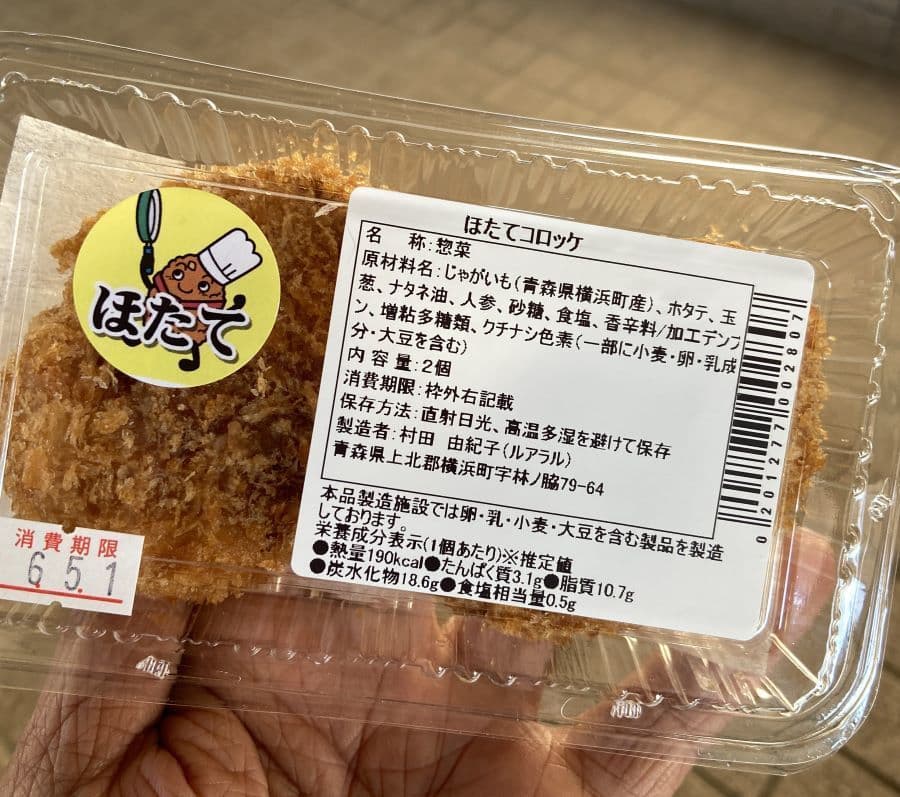 ほたて
ほたてコロッケ
名 称:惣菜
原材料名:じゃがいも(青森県横浜町産)、ホタテ、玉
葱、ナタネ油、人参、砂糖、食塩、香辛料/加工デンプ
ン、増粘多糖類、クチナシ色素(一部に小麦・卵・乳成
分・大豆を含む)
内 容 量:2個
消費期限:枠外右記載
保存方法:直射日光、高温多湿を避けて保存
製造者:村田 由紀子(ルアラル)
青森県上北郡横浜町字林ノ脇79-64
本品製造施設では卵・乳・小麦・大豆を含む製品を製造
しております。
栄養成分表示(1個あたり)※推定値
●熱量190kcal●たんぱく質3.1g●脂質10.7g
●炭水化物18.6g●食塩相当量0.5g
0201277002807
消費期限
6 5.1